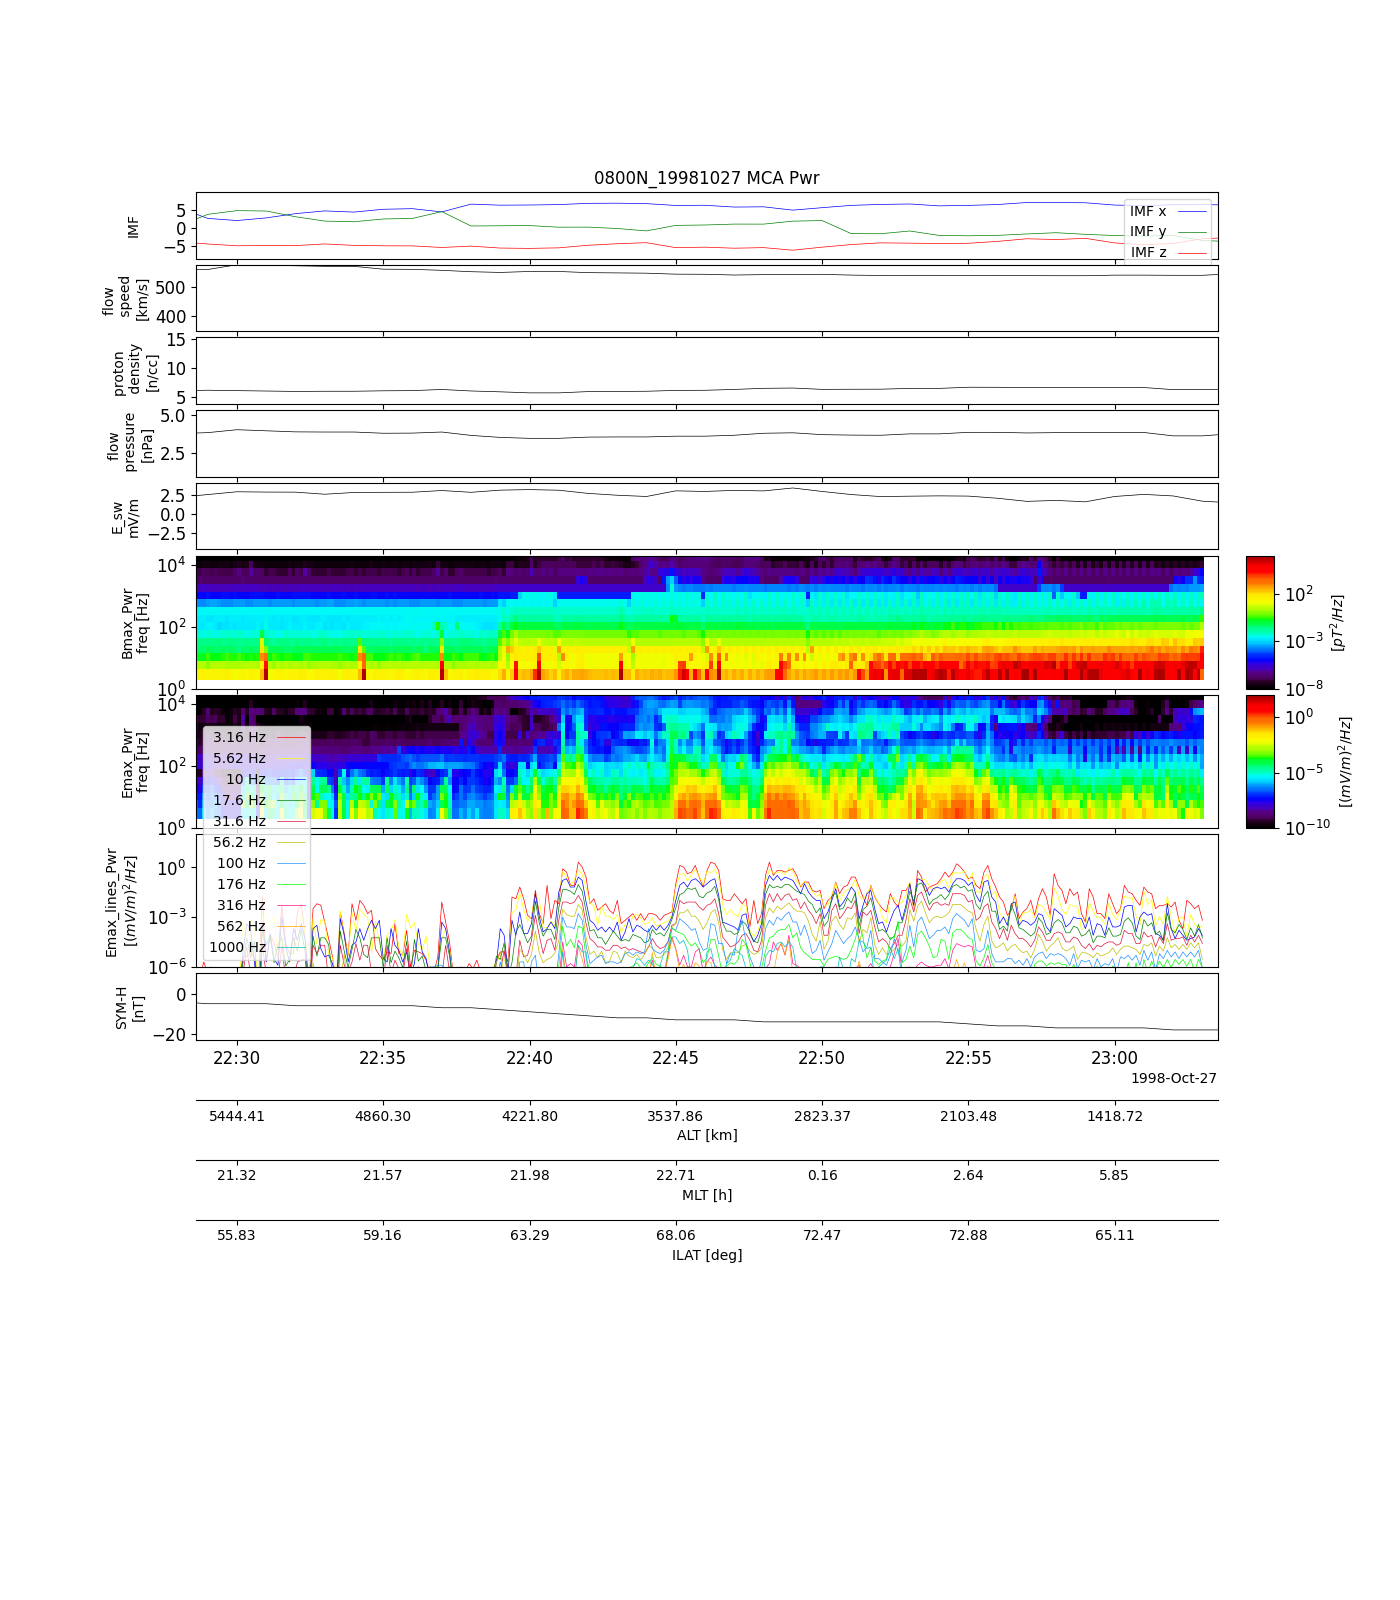 0800N_19981027 MCA Pwr
IMF
5
0
−5
IMF x
IMF y
IMF z
flow
speed
[km/s]
500
400
proton
density
[n/cc]
15
10
5
flow
pressure
[nPa]
5.0
2.5
E_sw
mV/m
2.5
0.0
−2.5
Bmax_Pwr
freq [Hz]
10^4
10^2
10^0
10^2
10^−3
10^−8
[pT^2/Hz]
Emax_Pwr
freq [Hz]
10^4
10^2
10^0
10^0
10^−5
10^−10
[(mV/m)^2/Hz]
3.16 Hz
5.62 Hz
10 Hz
17.6 Hz
31.6 Hz
56.2 Hz
100 Hz
176 Hz
316 Hz
562 Hz
1000 Hz
Emax_lines_Pwr
[(mV/m)^2/Hz]
10^0
10^−3
10^−6
SYM-H
[nT]
0
−20
22:30 22:35 22:40 22:45 22:50 22:55 23:00
1998-Oct-27
5444.41 4860.30 4221.80 3537.86 2823.37 2103.48 1418.72
ALT [km]
21.32 21.57 21.98 22.71 0.16 2.64 5.85
MLT [h]
55.83 59.16 63.29 68.06 72.47 72.88 65.11
ILAT [deg]